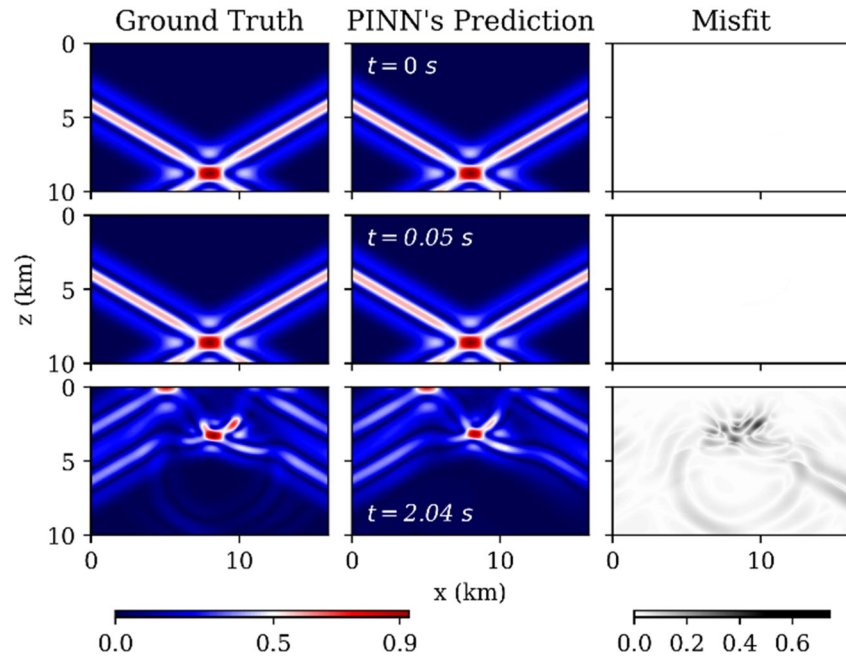 Ground Truth PINN's Prediction Misfit
0
t = 0 s
5
10
0
t = 0.05 s
z (km)
5
10
0
5
t = 2.04 s
10
0 10 0 10 0 10
x (km)
0.0 0.5 0.9 0.0 0.2 0.4 0.6